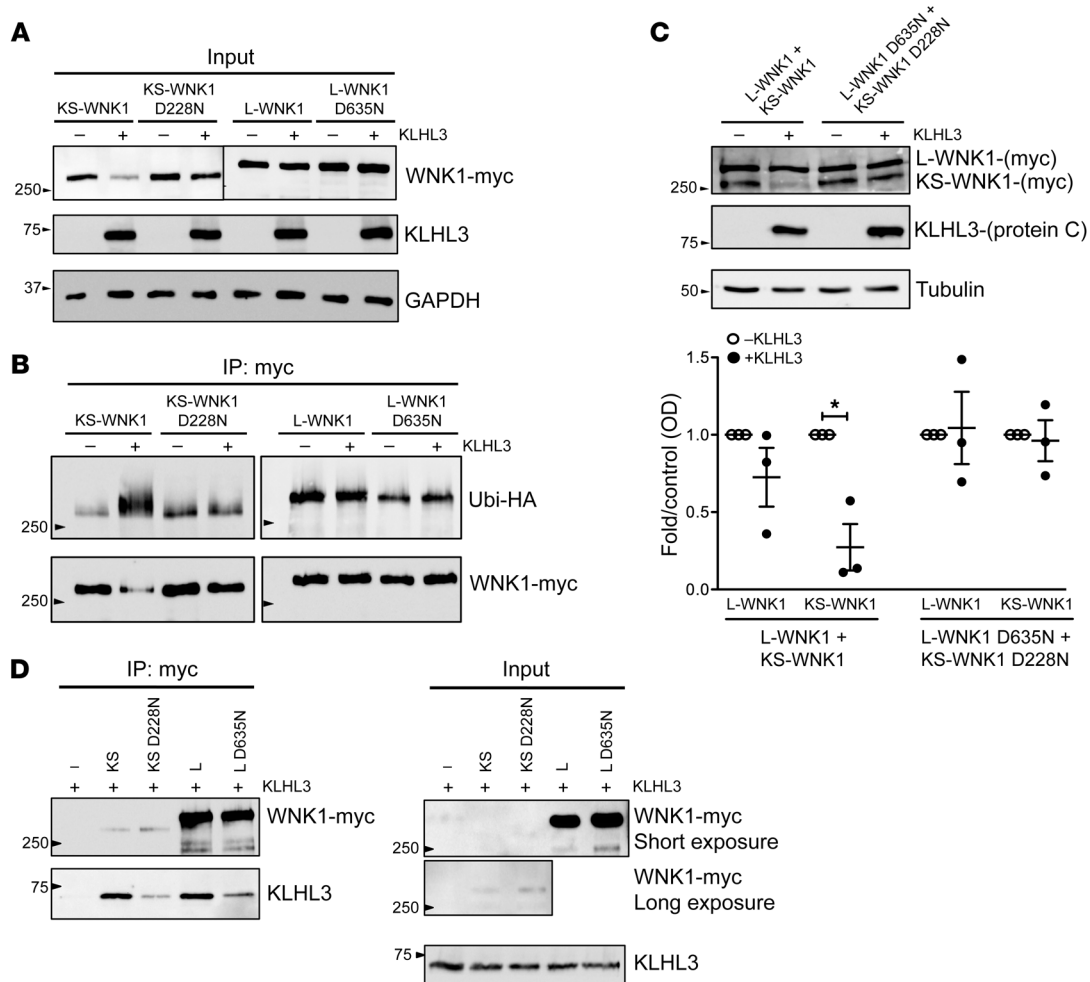 A
Input
KS-WNK1
KS-WNK1
D228N
L-WNK1
L-WNK1
D635N
– + – + – + – + KLHL3
WNK1-myc
250
75
KLHL3
37
GAPDH
B
IP: myc
KS-WNK1
KS-WNK1
D228N
L-WNK1
L-WNK1
D635N
– + – + – + – + KLHL3
Ubi-HA
250
WNK1-myc
250
C
L-WNK1 +
KS-WNK1
L-WNK1 D635N +
KS-WNK1 D228N
– + – + KLHL3
L-WNK1-(myc)
KS-WNK1-(myc)
250
KLHL3-(protein C)
75
50
Tubulin
–KLHL3
+KLHL3
Fold/control (OD)
1.5
1.0
0.5
0.0
*
L-WNK1 KS-WNK1 L-WNK1 KS-WNK1
L-WNK1 +
KS-WNK1
L-WNK1 D635N +
KS-WNK1 D228N
D
IP: myc
– KS KS D228N L L D635N
+ + + + + KLHL3
WNK1-myc
250
75
KLHL3
Input
– KS KS D228N L L D635N
+ + + + + KLHL3
WNK1-myc
Short exposure
250
WNK1-myc
Long exposure
250
75
KLHL3